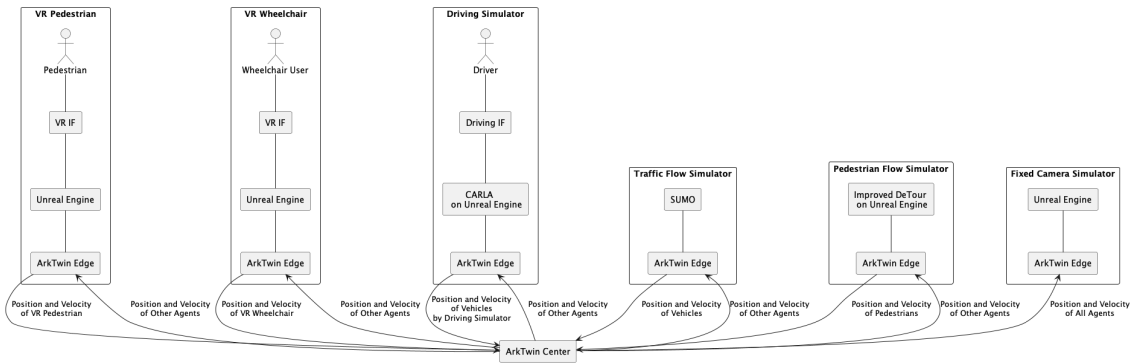 VR Pedestrian
VR Wheelchair
Driving Simulator
Pedestrian
Wheelchair User
Driver
VR IF
VR IF
Driving IF
Traffic Flow Simulator
Pedestrian Flow Simulator
Fixed Camera Simulator
Unreal Engine
Unreal Engine
CARLA
on Unreal Engine
SUMO
Improved DeTour
on Unreal Engine
Unreal Engine
ArkTwin Edge
ArkTwin Edge
ArkTwin Edge
ArkTwin Edge
ArkTwin Edge
ArkTwin Edge
Position and Velocity
of VR Pedestrian
Position and Velocity
of Other Agents
Position and Velocity
of VR Wheelchair
Position and Velocity
of Other Agents
Position and Velocity
of Vehicles
by Driving Simulator
Position and Velocity
of Other Agents
Position and Velocity
of Vehicles
Position and Velocity
of Other Agents
Position and Velocity
of Pedestrians
Position and Velocity
of Other Agents
Position and Velocity
of All Agents
ArkTwin Center